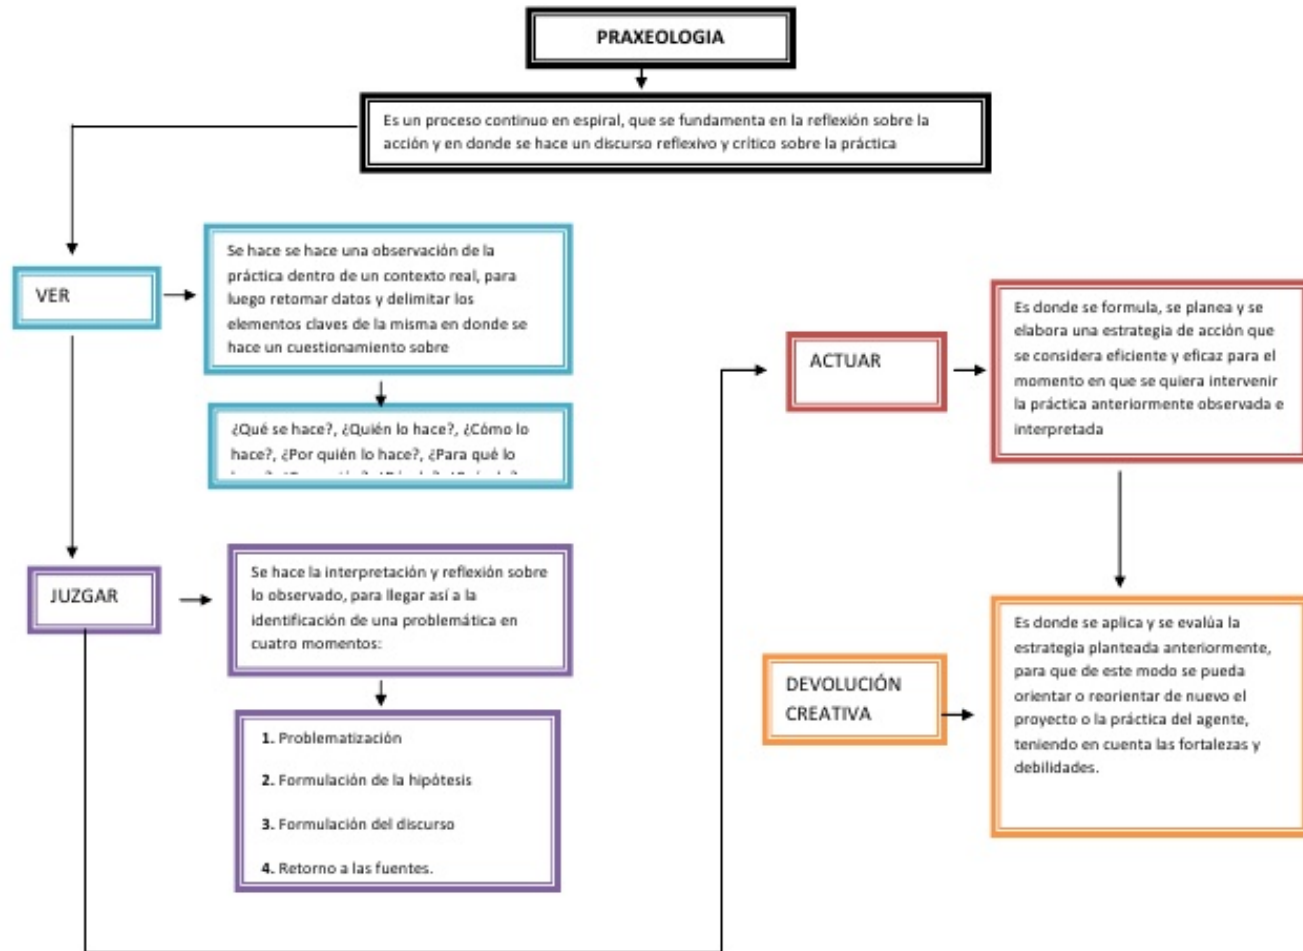 PRAXEOLOGIA
Es un proceso continuo en espiral, que se fundamenta en la reflexión sobre la
acción y en donde se hace un discurso reflexivo y crítico sobre la práctica
VER
Se hace se hace una observación de la
práctica dentro de un contexto real, para
luego retomar datos y delimitar los
elementos claves de la misma en donde se
hace un cuestionamiento sobre
¿Qué se hace?, ¿Quién lo hace?, ¿Cómo lo
hace?, ¿Por quién lo hace?, ¿Para qué lo
JUZGAR
Se hace la interpretación y reflexión sobre
lo observado, para llegar así a la
identificación de una problemática en
cuatro momentos:
1. Problematización
2. Formulación de la hipótesis
3. Formulación del discurso
4. Retorno a las fuentes.
ACTUAR
Es donde se formula, se planea y se
elabora una estrategia de acción que
se considera eficiente y eficaz para el
momento en que se quiera intervenir
la práctica anteriormente observada e
interpretada
DEVOLUCIÓN
CREATIVA
Es donde se aplica y se evalúa la
estrategia planteada anteriormente,
para que de este modo se pueda
orientar o reorientar de nuevo el
proyecto o la práctica del agente,
teniendo en cuenta las fortalezas y
debilidades.